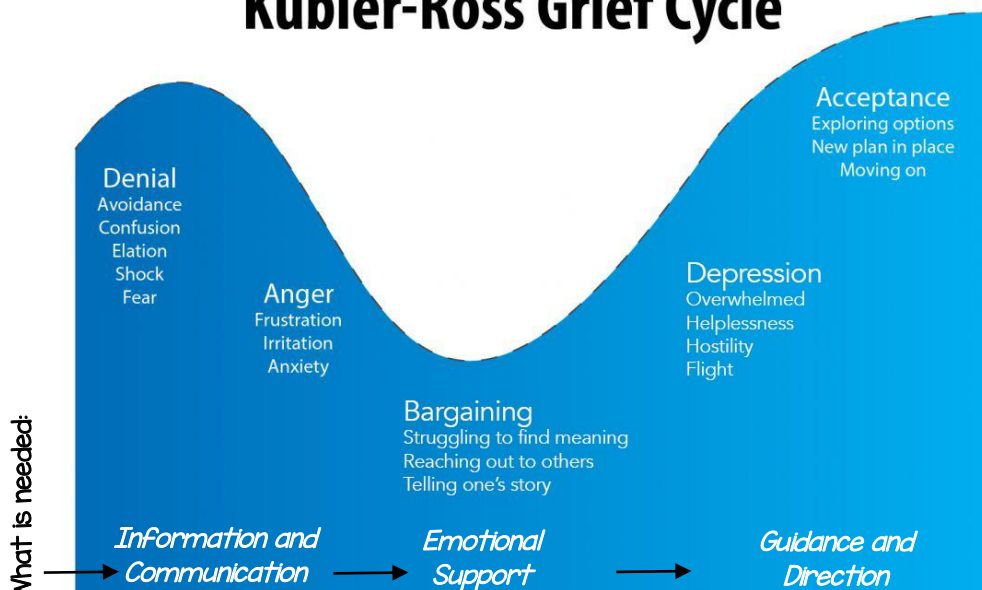 Kübler-Ross Grief Cycle
Denial
Avoidance
Confusion
Elation
Shock
Fear
Anger
Frustration
Irritation
Anxiety
Bargaining
Struggling to find meaning
Reaching out to others
Telling one's story
Depression
Overwhelmed
Helplessness
Hostility
Flight
Acceptance
Exploring options
New plan in place
Moving on
What is needed:
Information and
Communication
Emotional
Support
Guidance and
Direction